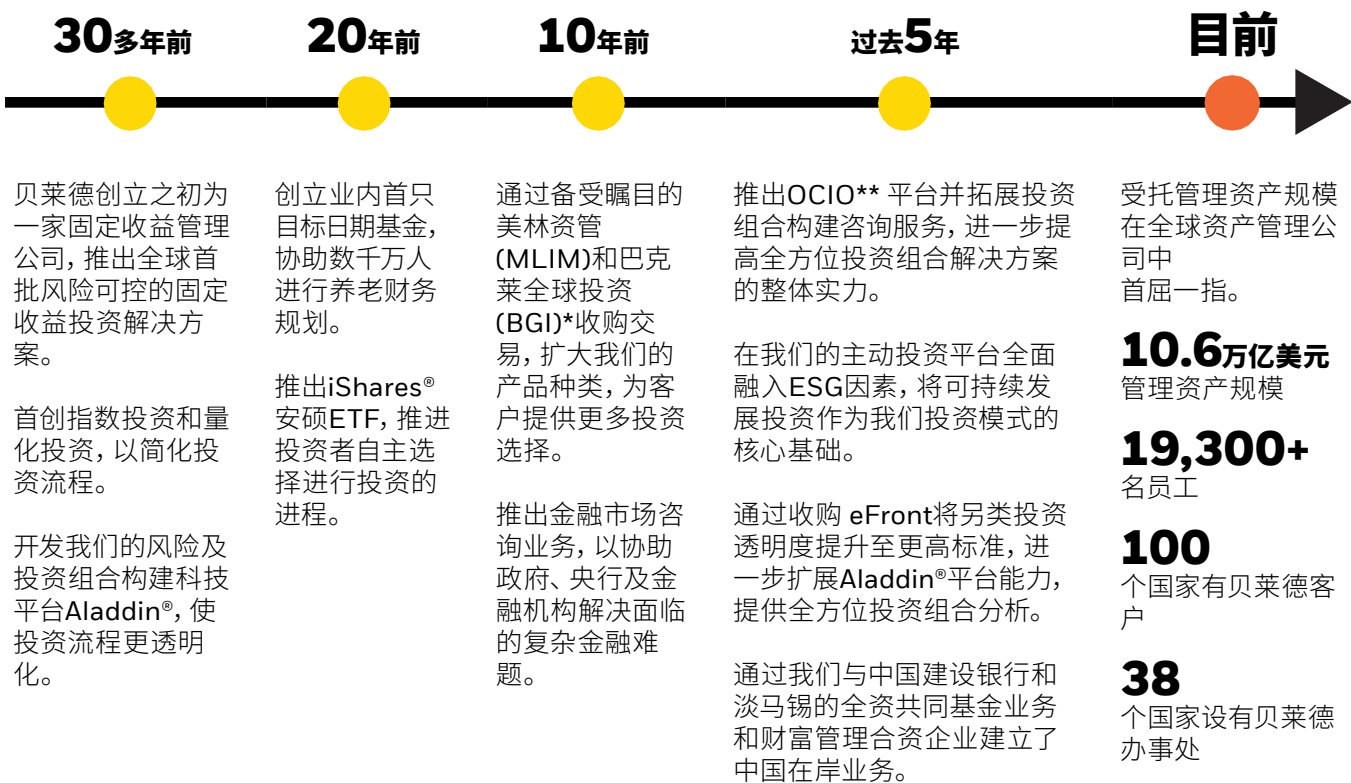 30多年前
贝莱德创立之初为
一家固定收益管理
公司，推出全球首
批风险可控的固定
收益投资解决方
案。
首创指数投资和量
化投资，以简化投
资流程。
开发我们的风险及
投资组合构建科技
平台Aladdin®，使
投资流程更透明
化。
20年前
创立业内首只
目标日期基金，
协助数千万人
进行养老财务
规划。
推出iShares®
安硕ETF，推进
投资者自主选
择进行投资的
进程。
10年前
通过备受瞩目的
美林资管
(MLIM)和巴克
莱全球投资
(BGI)*收购交
易，扩大我们的
产品种类，为客
户提供更多投资
选择。
推出金融市场咨
询业务，以协助
政府、央行及金
融机构解决面临
的复杂金融难
题。
过去5年
推出OCIO** 平台并拓展投资
组合构建咨询服务，进一步提
高全方位投资组合解决方案
的整体实力。
在我们的主动投资平台全面
融入ESG因素，将可持续发
展投资作为我们投资模式的
核心基础。
通过收购 eFront将另类投资
透明度提升至更高标准，进
一步扩展Aladdin®平台能力，
提供全方位投资组合分析。
通过我们与中国建设银行和
淡马锡的全资共同基金业务
和财富管理合资企业建立了
中国在岸业务。
目前
受托管理资产规模
在全球资产管理公
司中
首屈一指。
10.6万亿美元
管理资产规模
19,300+
名员工
100
个国家有贝莱德客
户
38
个国家设有贝莱德
办事处